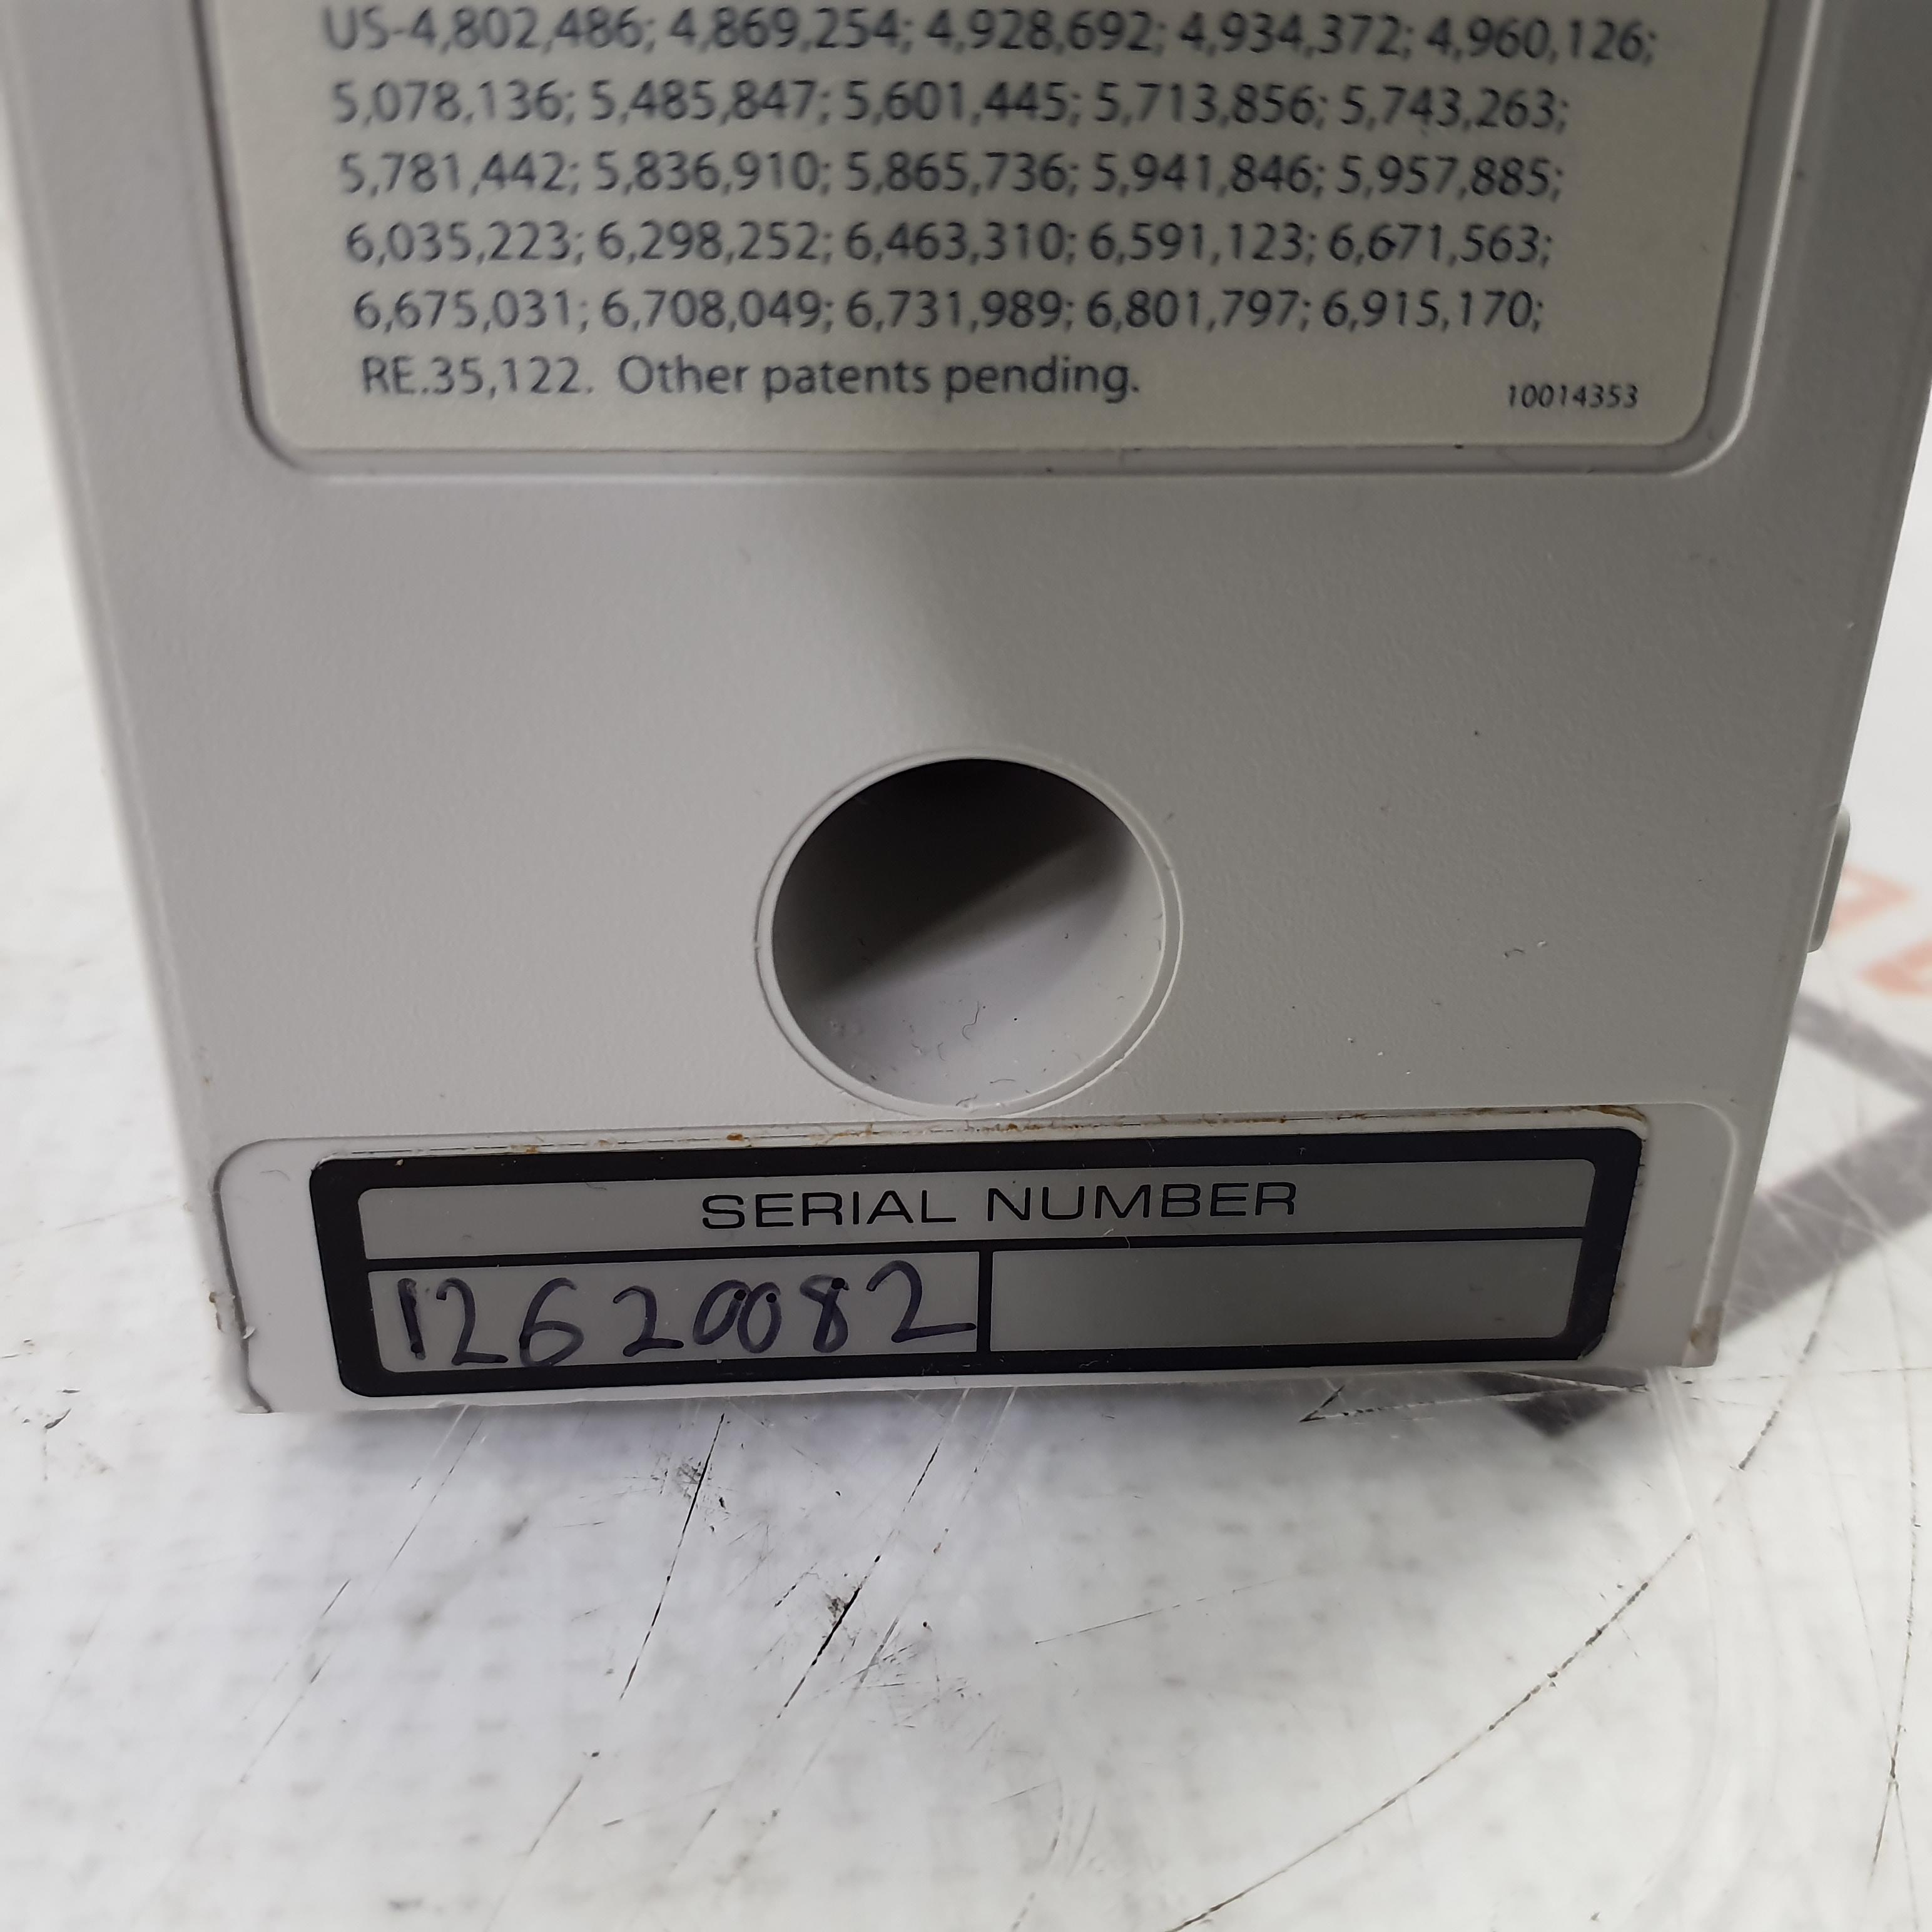 US-4,802,486; 4,869,254; 4,928,692; 4,934,372; 4,960,126;
5,078,136; 5,485,847; 5,601,445; 5,713,856; 5,743,263;
5,781,442; 5,836,910; 5,865,736; 5,941,846; 5,957,885;
6,035,223; 6,298,252; 6,463,310; 6,591,123; 6,671,563;
6,675,031; 6,708,049; 6,731,989; 6,801,797; 6,915,170;
RE.35,122. Other patents pending.
10014353
SERIAL NUMBER
12620082